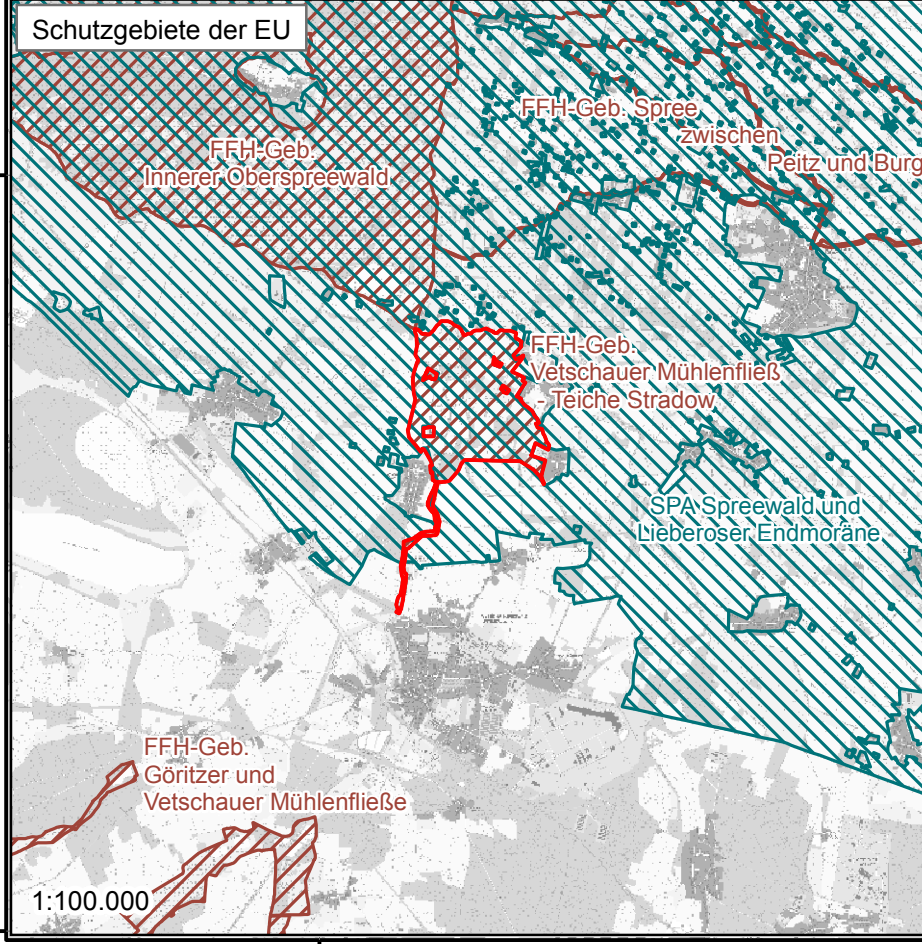 Schutzgebiete der EU
FFH-Geb. Spree
zwischen
Peitz und Burg
FFH-Geb.
Innerer Oberspreewald
FFH-Geb.
Vetschauer Mühlenfließ
- Teiche Stradow
SPA Spreewald und
Lieberoser Endmoräne
FFH-Geb.
Göritzer und
Vetschauer Mühlenfließe
1:100.000